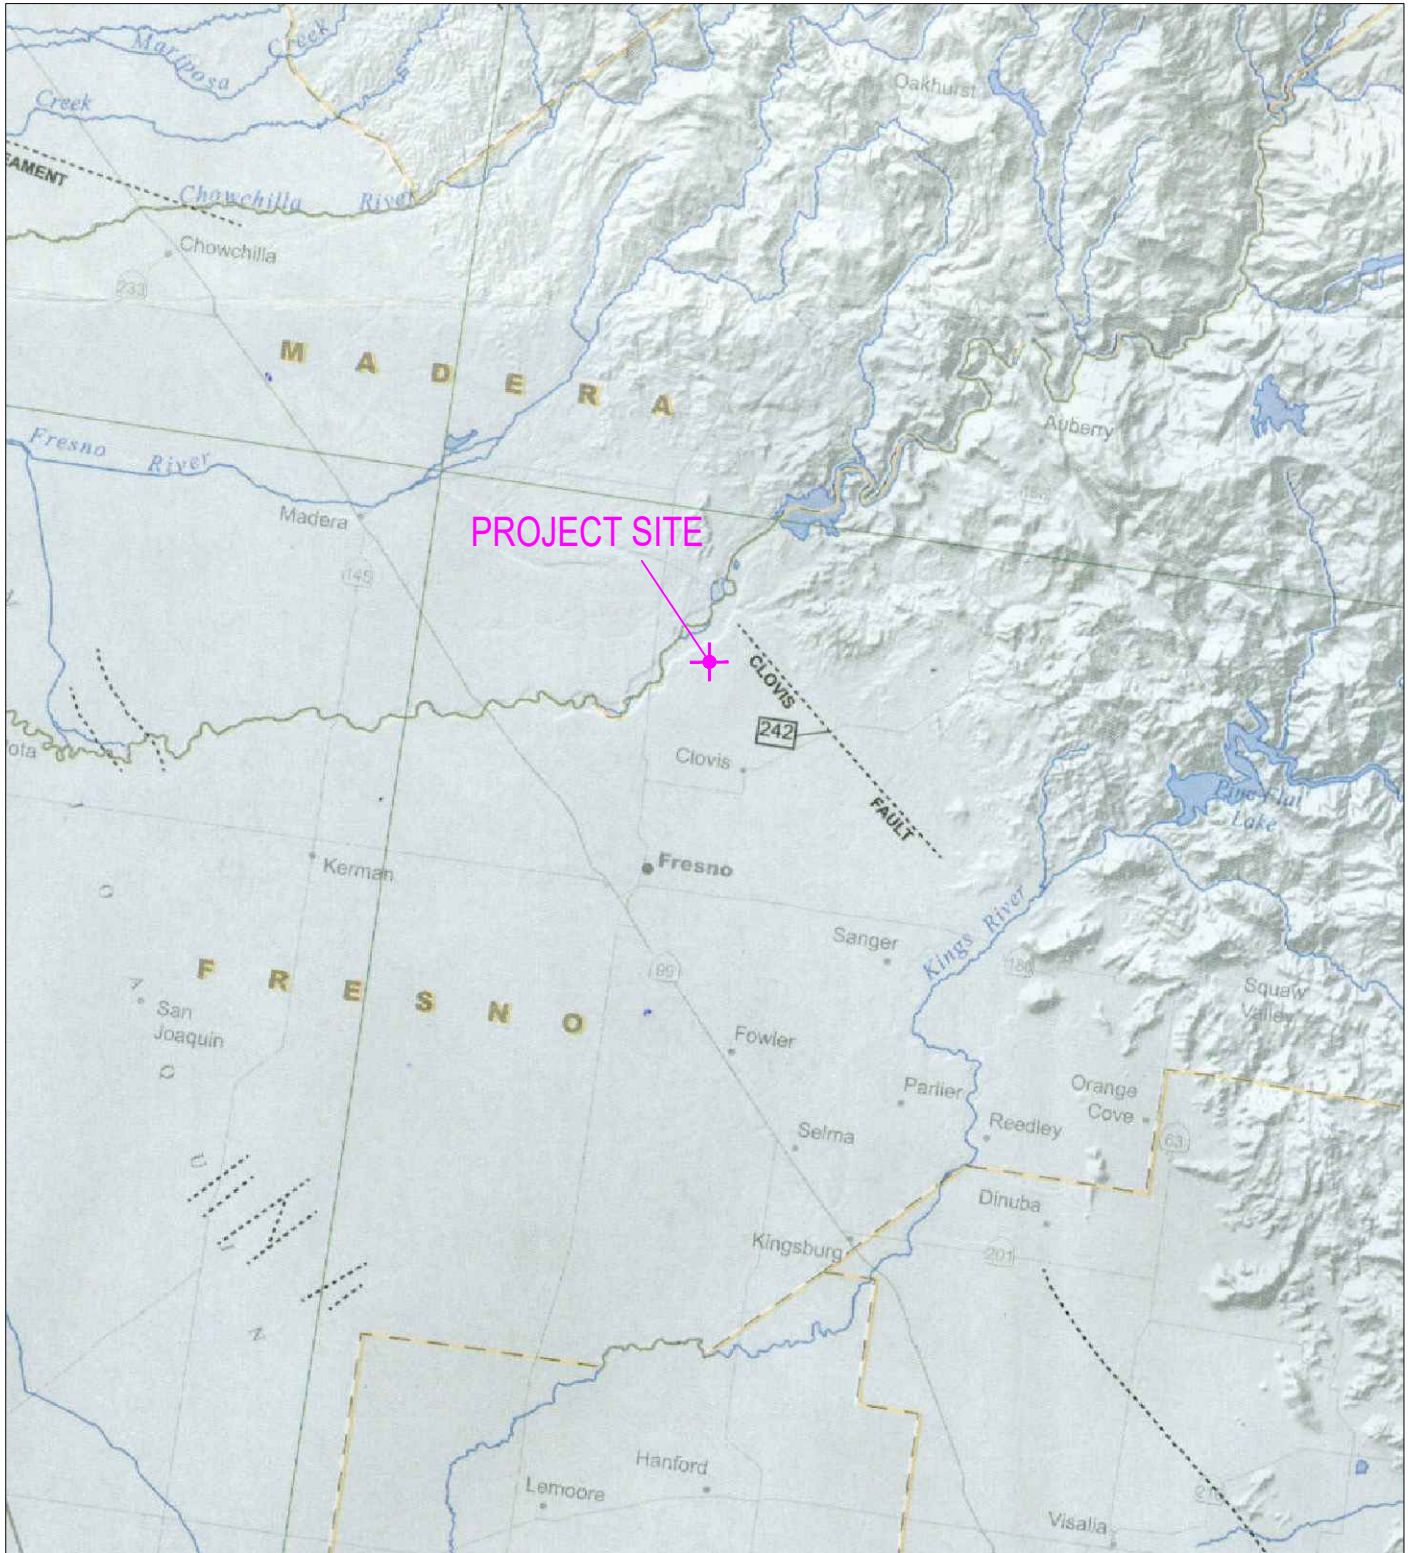 Mariposa Creek
Oakhurst
Creek
EAMENT
Chowchilla River
Chowchilla
233
M A D E R A
Auberry
Fresno River
Madera
PROJECT SITE
145
CLOVIS
242
Clovis
ota
FAULT
Pine Flat
Lake
Fresno
Kerman
Kings River
Sanger
180
99
F R E S N O
Squaw
Valley
San
Joaquin
Fowler
Parlier
Orange
Cove
Reedley
Selma
63
Dinuba
Kingsburg
201
J O A Q U I N
Hanford
Lemoore
Visalia